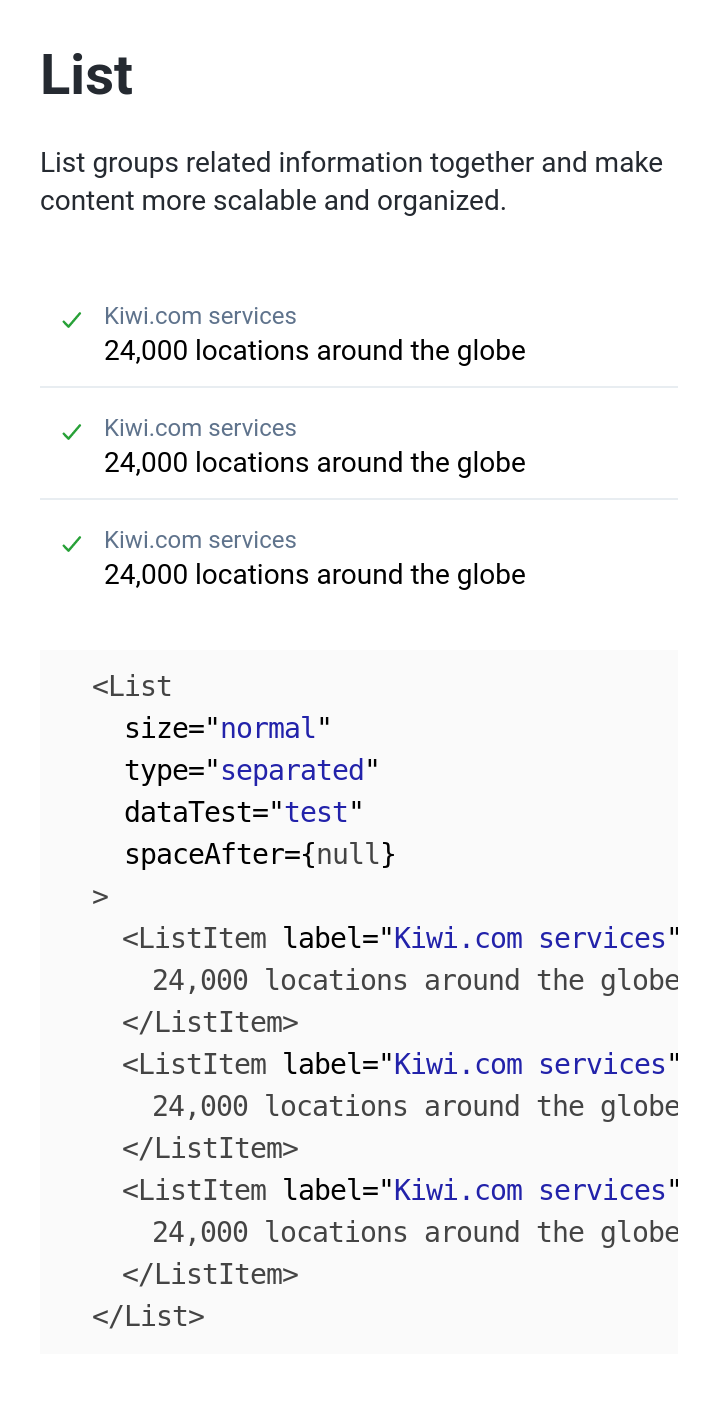 List
List groups related information together and make
content more scalable and organized.
Kiwi.com services
24,000 locations around the globe
Kiwi.com services
24,000 locations around the globe
Kiwi.com services
24,000 locations around the globe
<List
size="normal"
type="separated"
dataTest="test"
spaceAfter={null}
>
<ListItem label="Kiwi.com services"
24,000 locations around the globe
</ListItem>
<ListItem label="Kiwi.com services"
24,000 locations around the globe
</ListItem>
<ListItem label="Kiwi.com services"
24,000 locations around the globe
</ListItem>
</List>